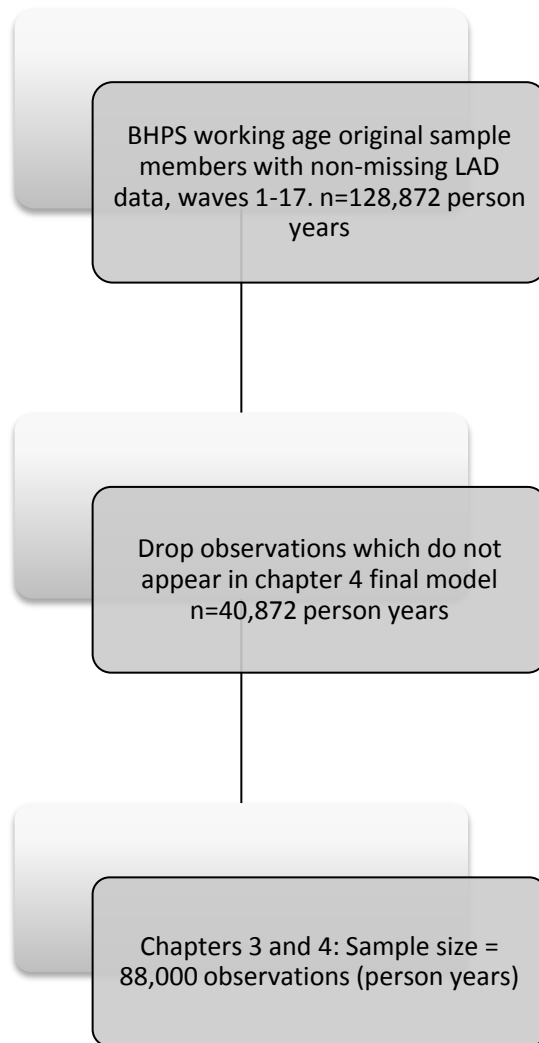 BHPS working age original sample
members with non-missing LAD
data, waves 1-17. n=128,872 person
years
Drop observations which do not
appear in chapter 4 final model
n=40,872 person years
Chapters 3 and 4: Sample size =
88,000 observations (person years)